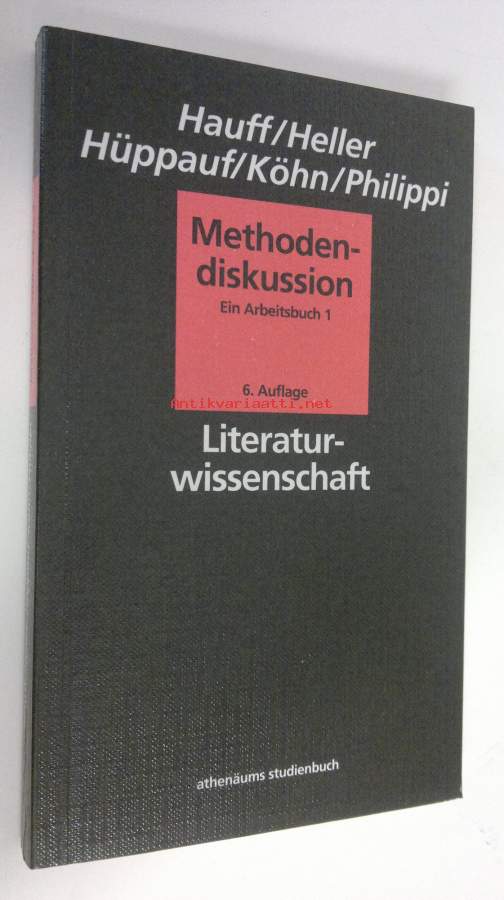 Hauff/Heller
Hüppauf/Köhn/Philippi
Methoden-
diskussion
Ein Arbeitsbuch 1
6. Auflage
Antikvariaatti.net
Literatur-
wissenschaft
athenäums studienbuch